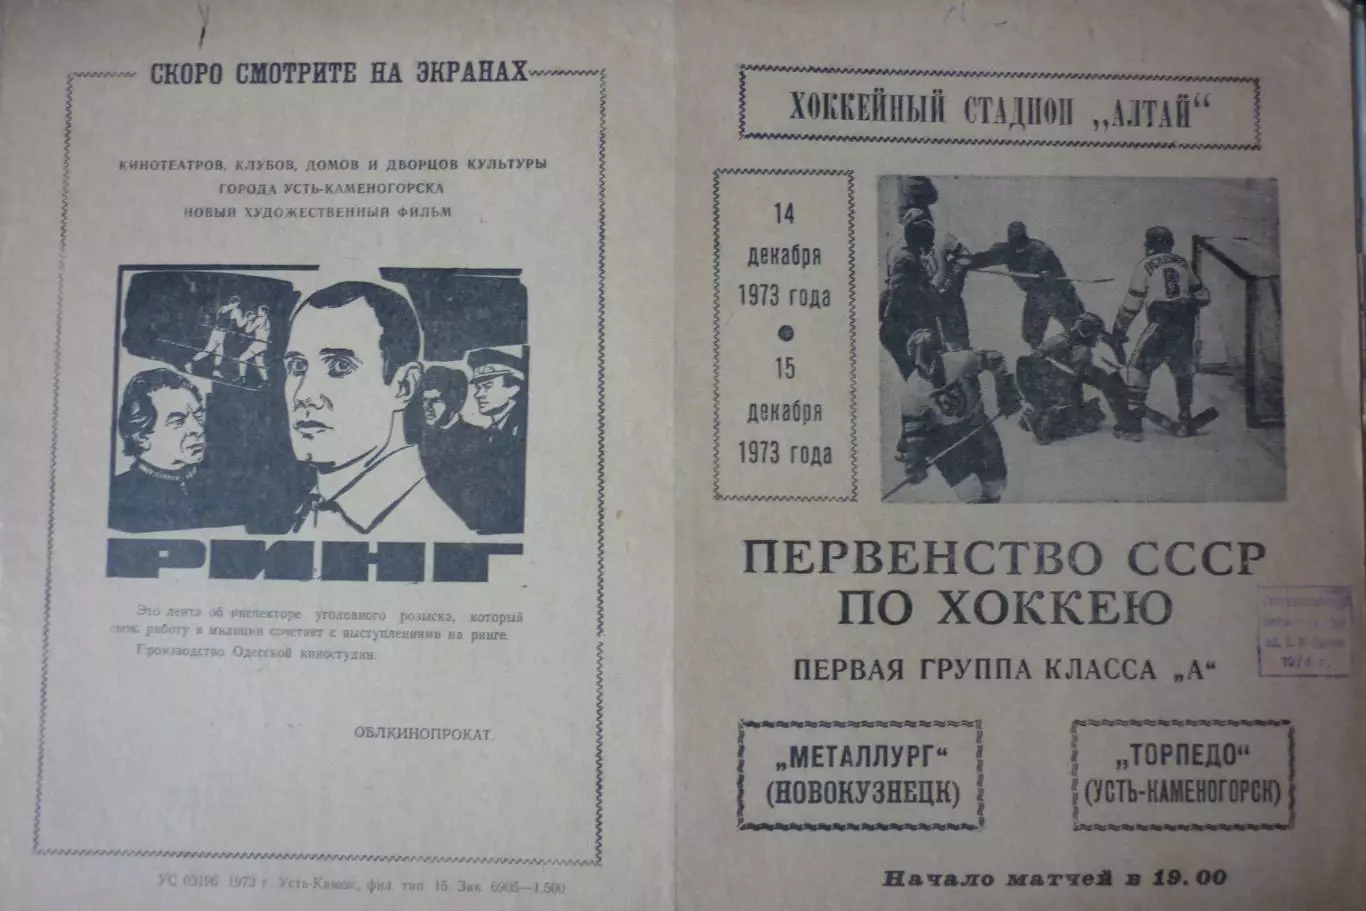 СКОРО СМОТРИТЕ НА ЭКРАНАХ
КИНОТЕАТРОВ, КЛУБОВ, ДОМОВ И ДВОРЦОВ КУЛЬТУРЫ
ГОРОДА УСТЬ-КАМЕНОГОРСКА
НОВЫЙ ХУДОЖЕСТВЕННЫЙ ФИЛЬМ
РИНГ
Это лента об инспекторе уголовного розыска, который
свою работу в милиции сочетает с выступлениями на ринге.
Производство Одесской киностудии.
ОБЛКИНОПРОКАТ.
УС 03196 1973 г. Усть-Камен., фил. тип. 15. Зак. 6905—1.500
ХОККЕЙНЫЙ СТАДИОН „АЛТАЙ“
14
декабря
1973 года
15
декабря
1973 года
8
ПЕРВЕНСТВО СССР
ПО ХОККЕЮ
ПЕРВАЯ ГРУППА КЛАССА „А“
1974 г.
„МЕТАЛЛУРГ“
(НОВОКУЗНЕЦК)
„ТОРПЕДО“
(УСТЬ-КАМЕНОГОРСК)
Начало матчей в 19.00